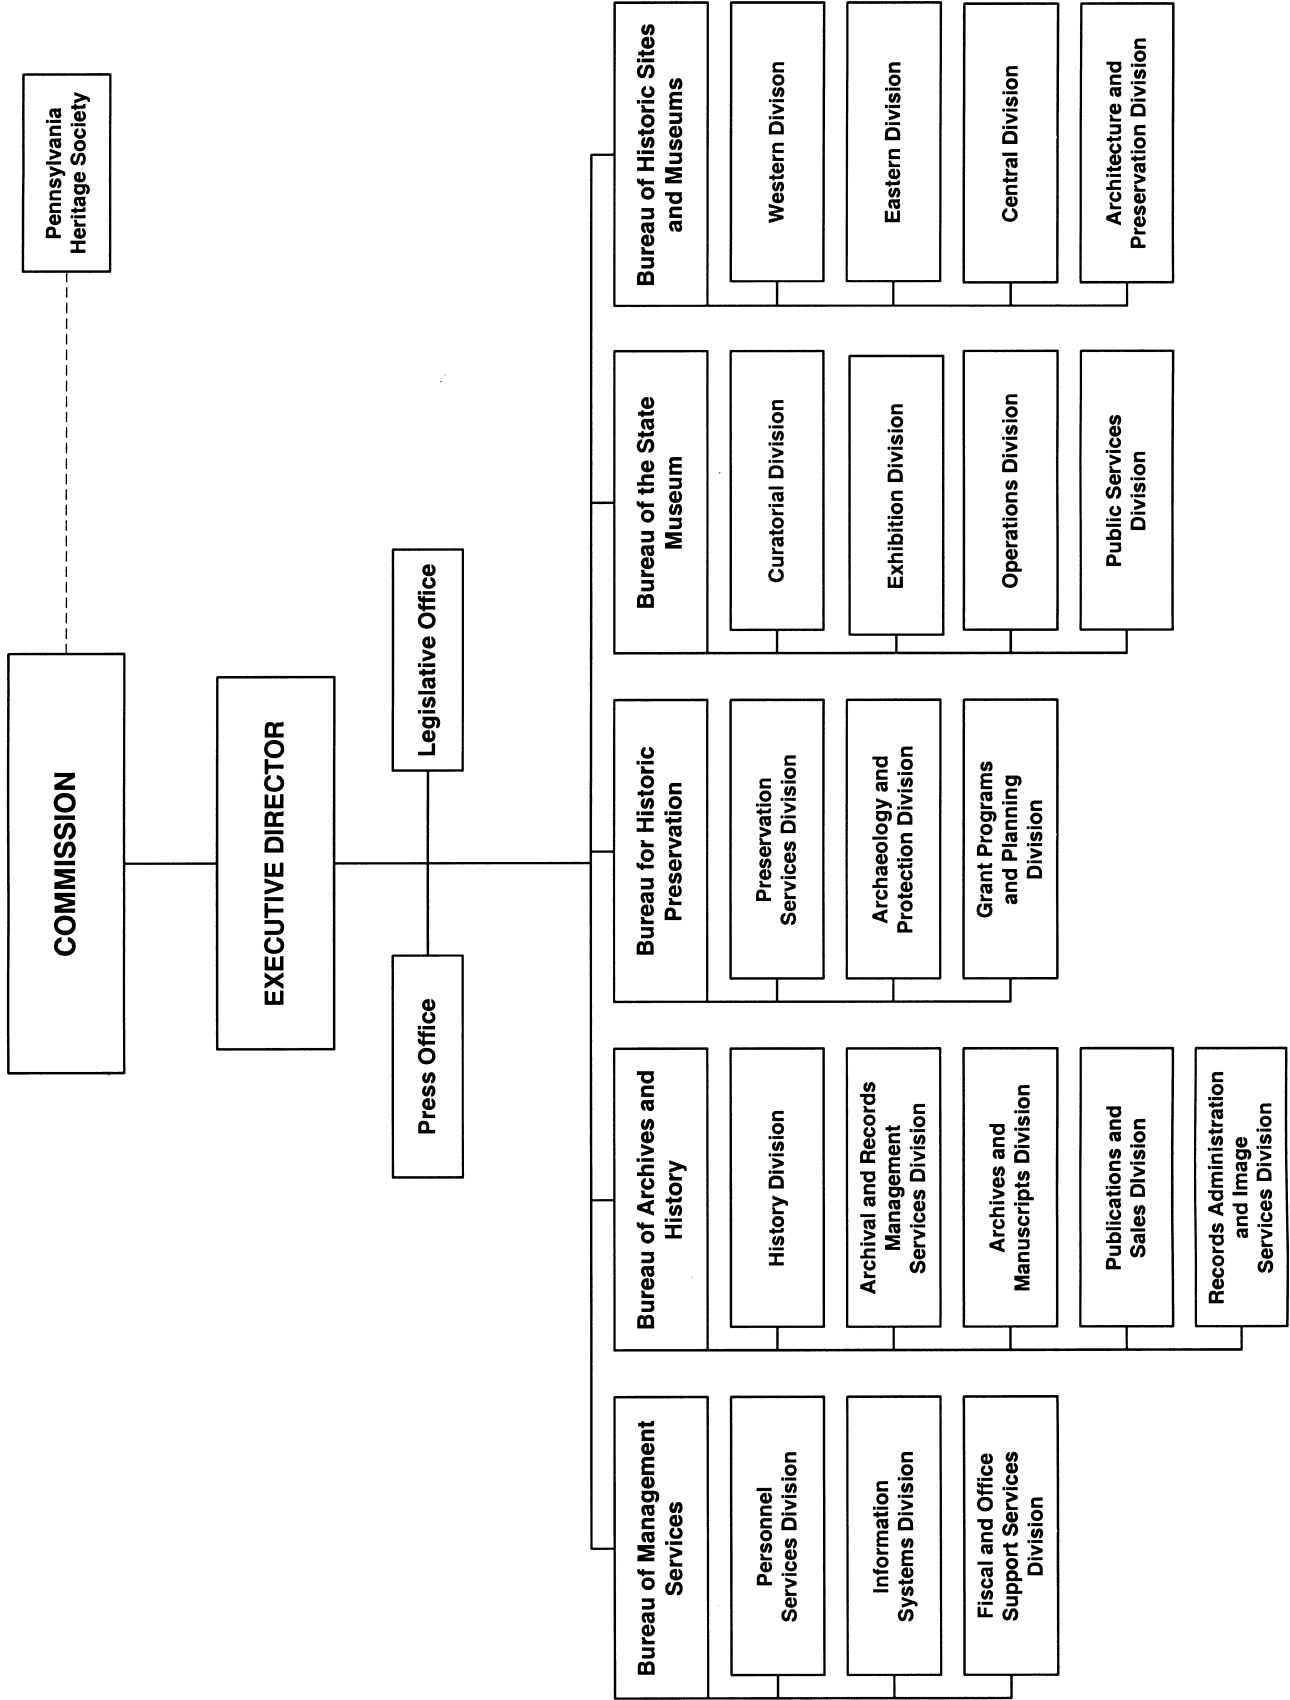 COMMISSION
Pennsylvania
Heritage Society
EXECUTIVE DIRECTOR
Press Office
Legislative Office
Bureau of Management
Services
Personnel
Services Division
Information
Systems Division
Fiscal and Office
Support Services
Division
Bureau of Archives and
History
History Division
Archival and Records
Management
Services Division
Archives and
Manuscripts Division
Publications and
Sales DIvision
Records Administration
and Image
Services Division
Bureau for Historic
Preservation
Preservation
Services Division
Archaeology and
Protection Division
Grant Programs
and Planning
Division
Bureau of the State
Museum
Curatorial Division
Exhibition Division
Operations Division
Public Services
Division
Bureau of Historic Sites
and Museums
Western Divison
Eastern Division
Central Division
Architecture and
Preservation Division